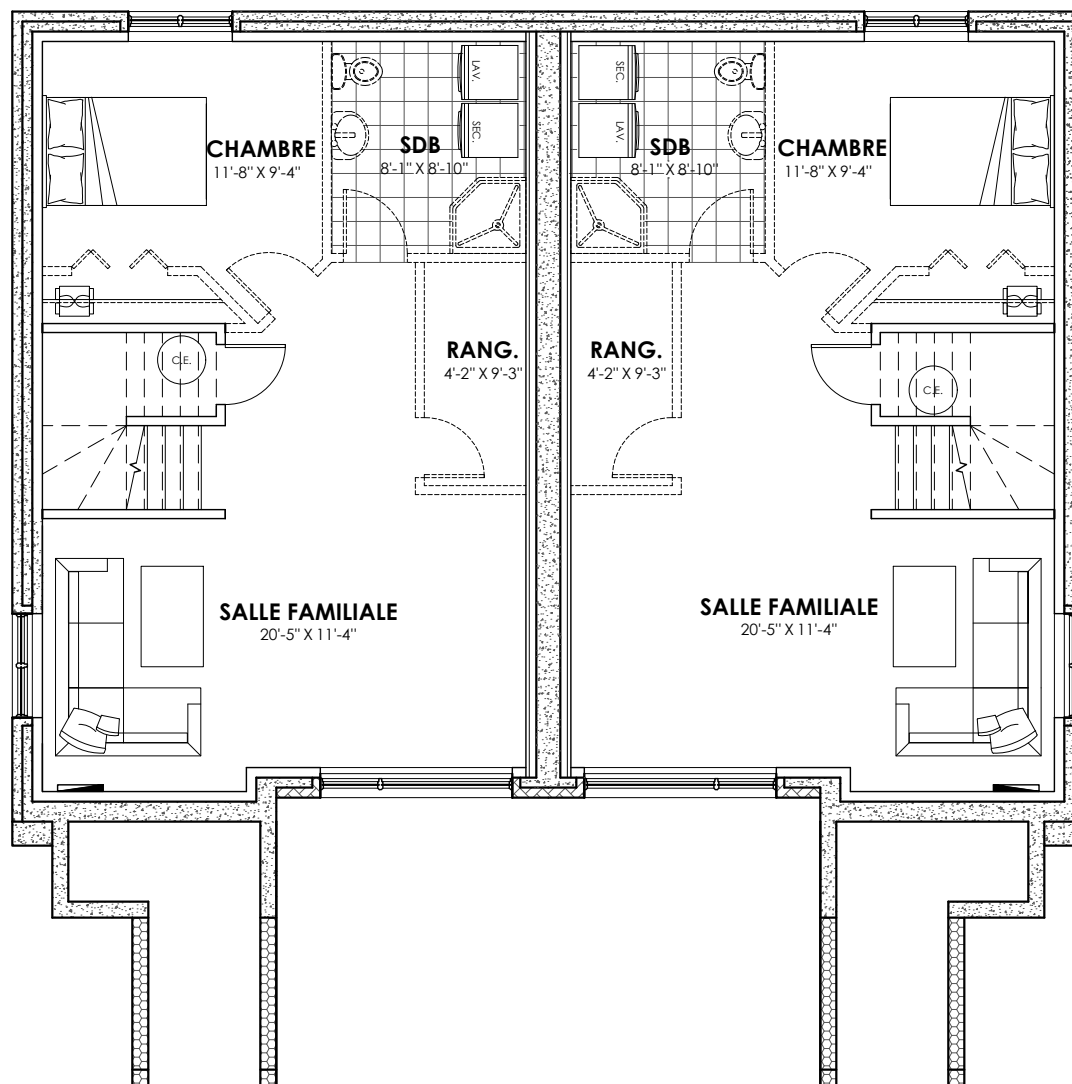 LAV.
SEC.
SDB
8'-1" X 8'-10"
CHAMBRE
11'-8" X 9'-4"
C.E.
RANG.
4'-2" X 9'-3"
SALLE FAMILIALE
20'-5" X 11'-4"
SEC.
LAV.
SDB
8'-1" X 8'-10"
CHAMBRE
11'-8" X 9'-4"
RANG.
4'-2" X 9'-3"
C.E.
SALLE FAMILIALE
20'-5" X 11'-4"